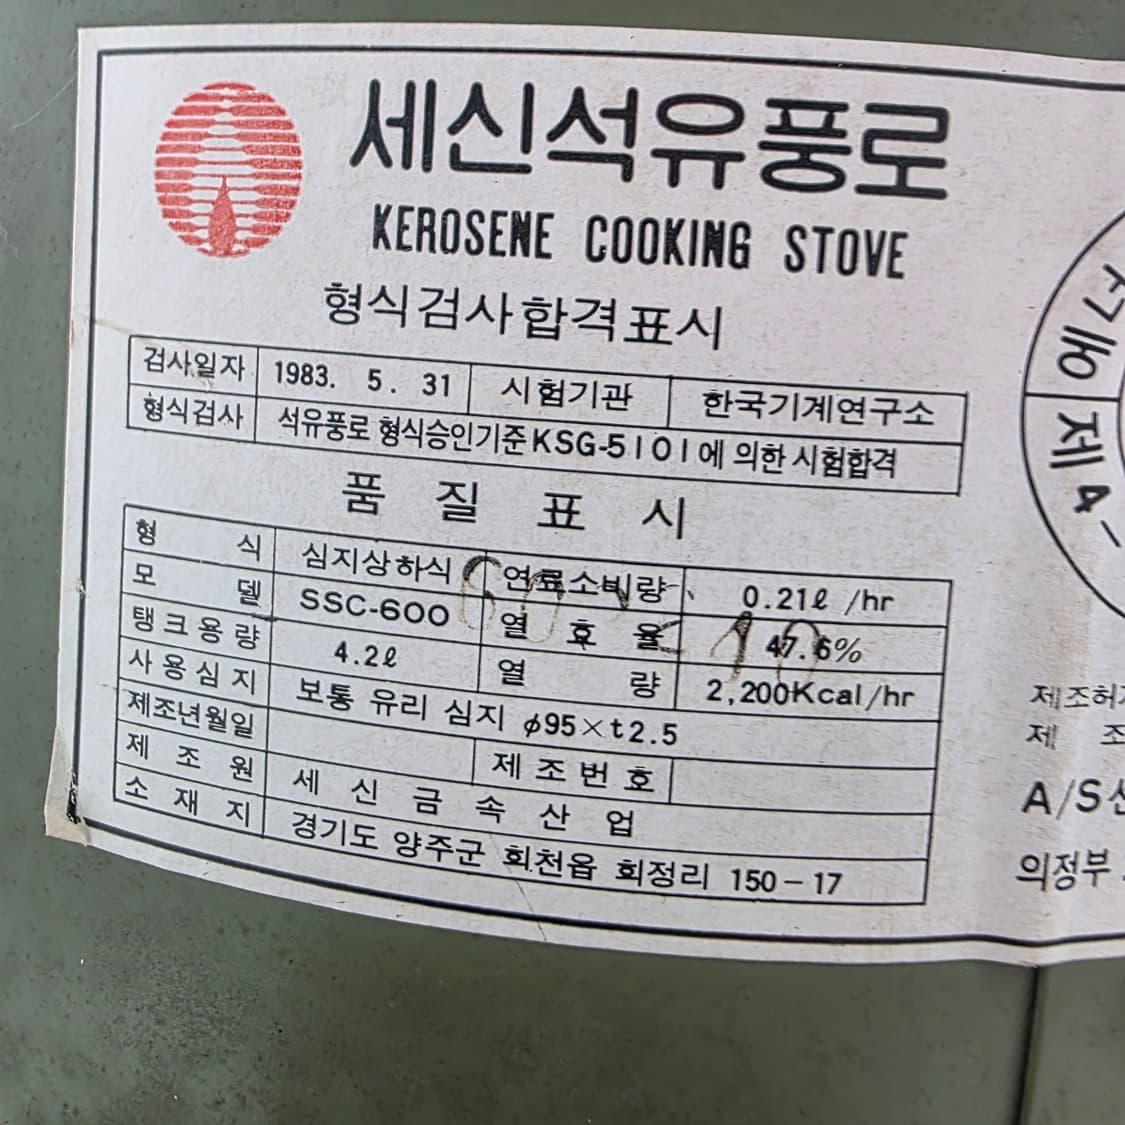 세신석유풍로
KEROSENE COOKING STOVE
형식검사합격표시
검사일자 1983. 5. 31 시험기관 한국기계연구소
형식검사 석유풍로 형식승인기준 KSG-5101에 의한 시험합격
품질표시
형식 심지상하식 연료소비량 0.21ℓ /hr
모델 SSC-600 열효율 47.6%
탱크용량 4.2ℓ 열량 2,200Kcal/hr
사용심지 보통 유리 심지 φ95×t2.5
제조년월일 제조번호
제조원 세신금속산업
소재지 경기도 양주군 회천읍 회정리 150-17
제
제조허
제조
A/S
의정부